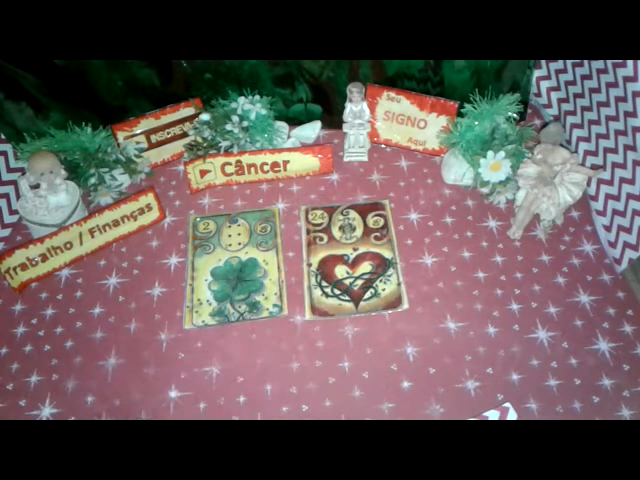 INSCREVA
Seu
SIGNO
Aqui
Câncer
Trabalho / Finanças
2
24